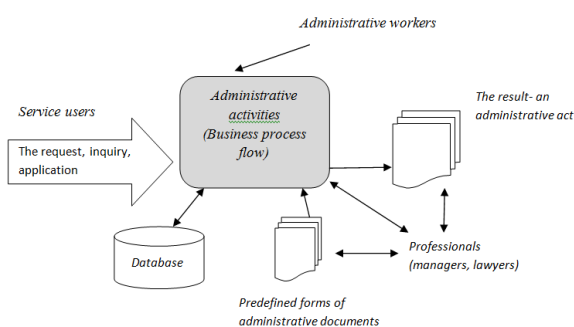 Administrative workers
Administrative
activities
(Business process
flow)
The result- an
administrative act
Service users
The request, inquiry,
application
Database
Professionals
(managers, lawyers)
Predefined forms of
administrative documents